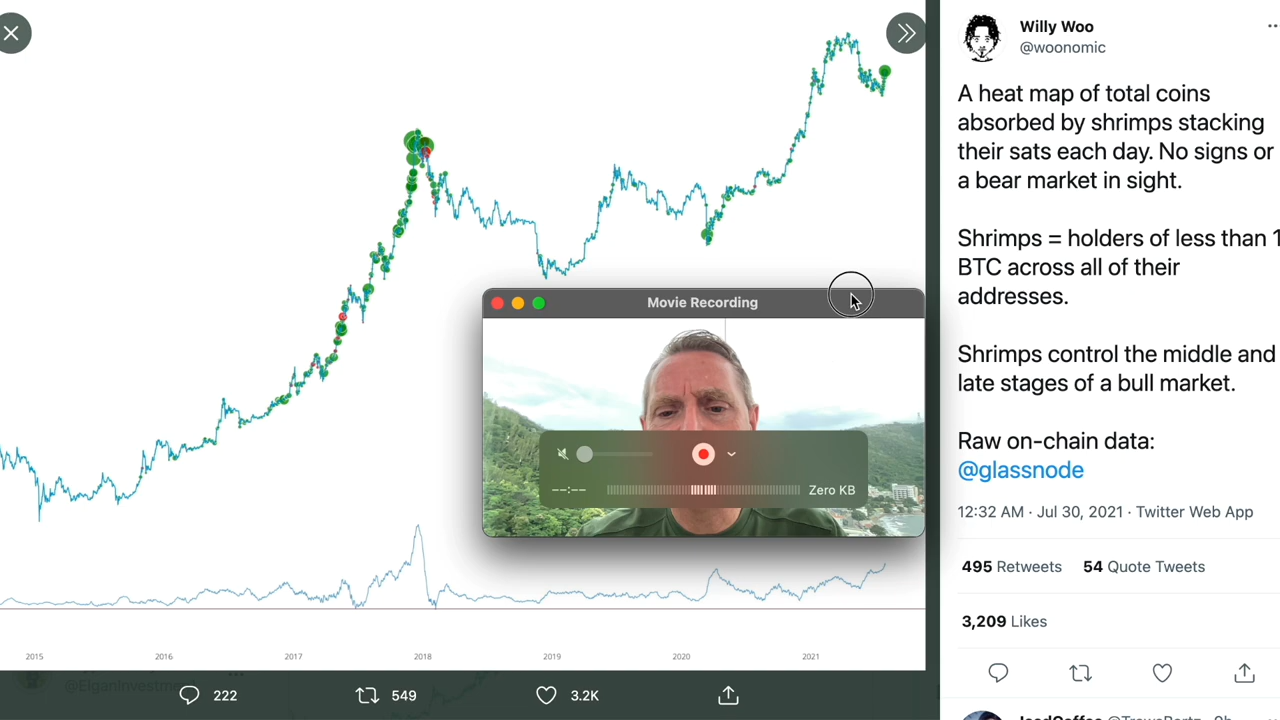 Willy Woo
@woonomic
A heat map of total coins
absorbed by shrimps stacking
their sats each day. No signs or
a bear market in sight.
Shrimps = holders of less than 1
BTC across all of their
addresses.
Shrimps control the middle and
late stages of a bull market.
Raw on-chain data:
@glassnode
12:32 AM · Jul 30, 2021 · Twitter Web App
495 Retweets 54 Quote Tweets
3,209 Likes
Movie Recording
--:-- Zero KB
2015 2016 2017 2018 2019 2020 2021
@ElganInvestment
222 549 3.2K